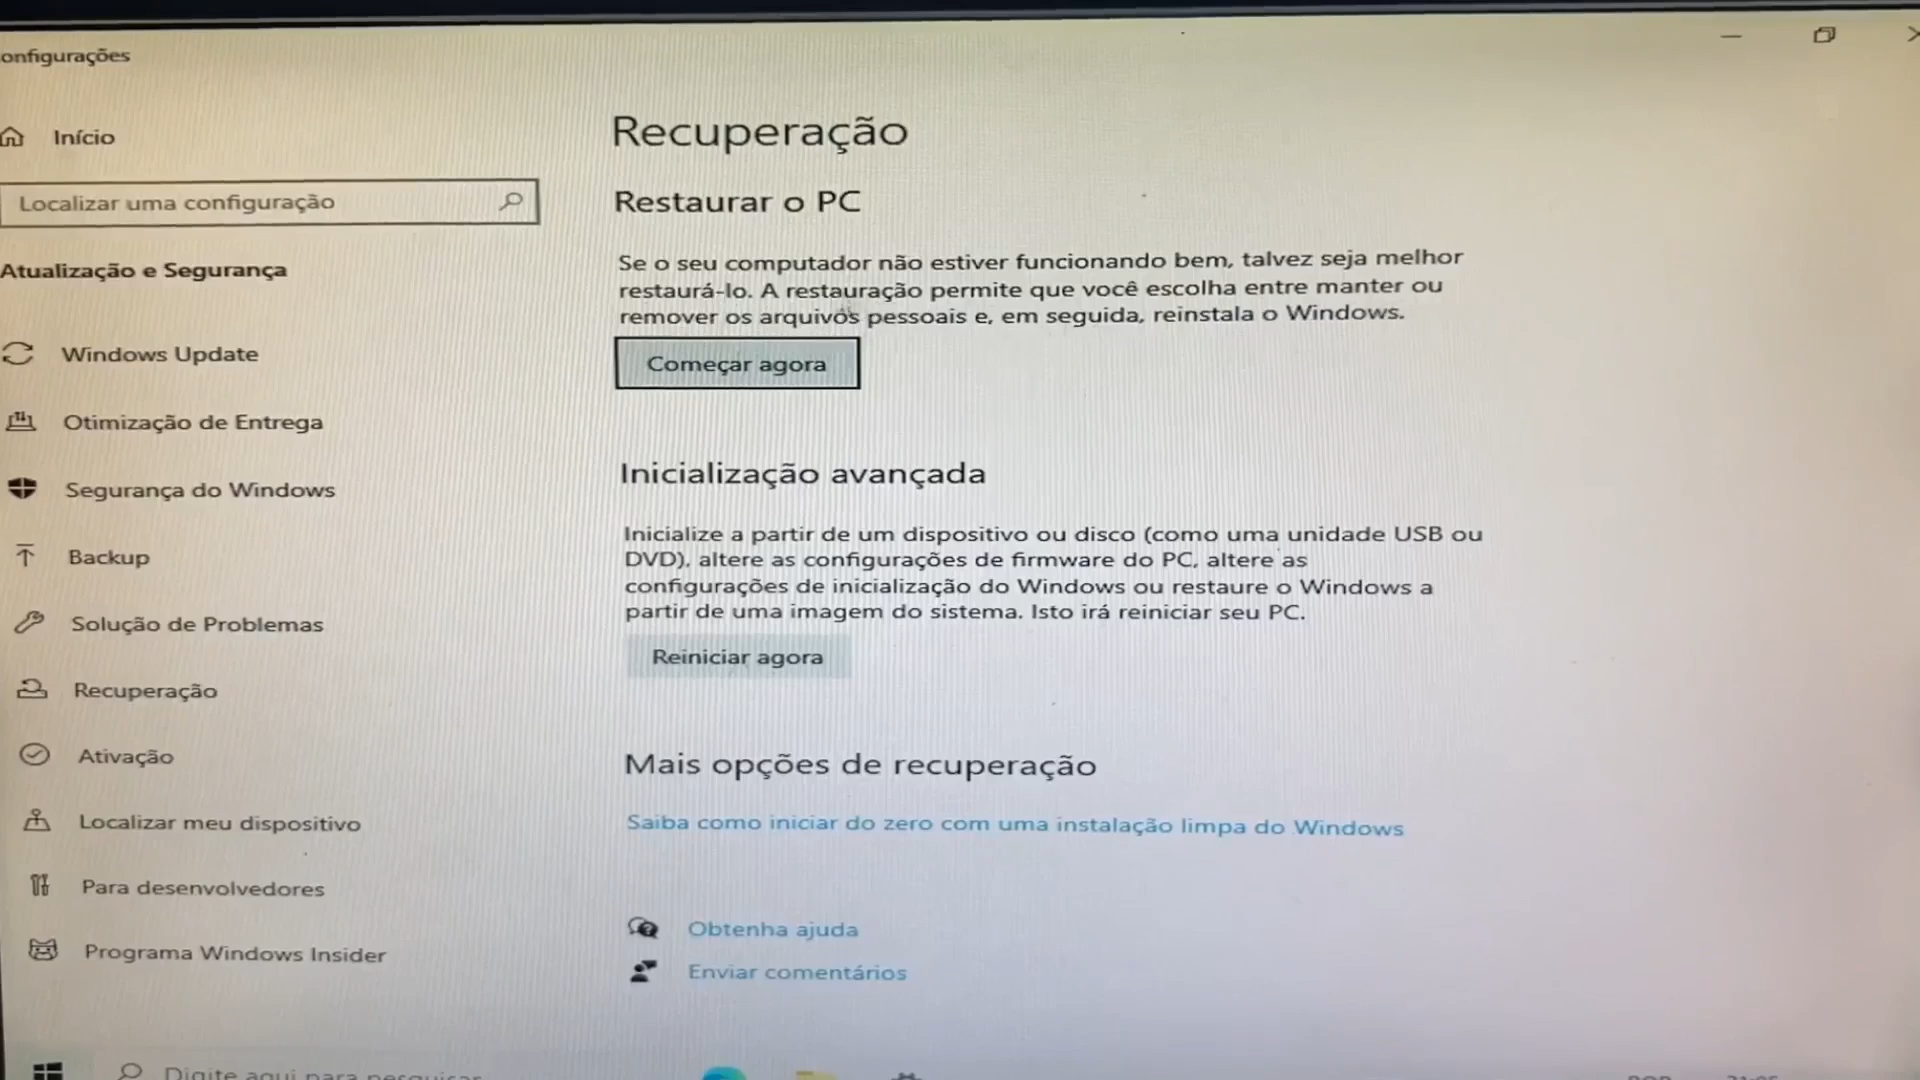 onfigurações
Início
Localizar uma configuração
Atualização e Segurança
Windows Update
Otimização de Entrega
Segurança do Windows
Backup
Solução de Problemas
Recuperação
Ativação
Localizar meu dispositivo
Para desenvolvedores
Programa Windows Insider
Recuperação
Restaurar o PC
Se o seu computador não estiver funcionando bem, talvez seja melhor
restaurá-lo. A restauração permite que você escolha entre manter ou
remover os arquivos pessoais e, em seguida, reinstala o Windows.
Começar agora
Inicialização avançada
Inicialize a partir de um dispositivo ou disco (como uma unidade USB ou
DVD), altere as configurações de firmware do PC, altere as
configurações de inicialização do Windows ou restaure o Windows a
partir de uma imagem do sistema. Isto irá reiniciar seu PC.
Reiniciar agora
Mais opções de recuperação
Saiba como iniciar do zero com uma instalação limpa do Windows
Obtenha ajuda
Enviar comentários
Digite aqui para pesquisar